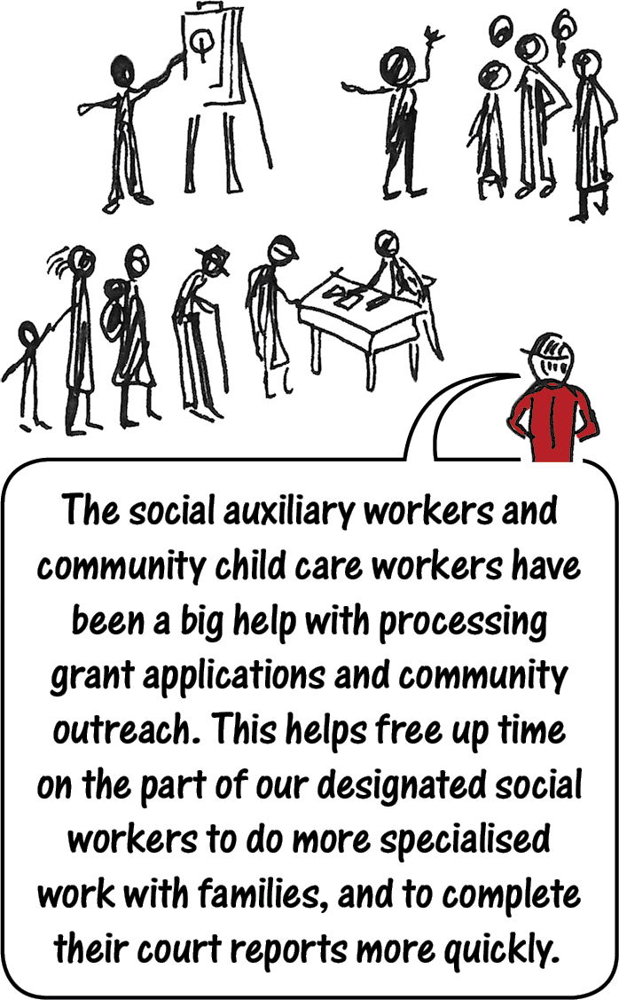 The social auxiliary workers and
community child care workers have
been a big help with processing
grant applications and community
outreach. This helps free up time
on the part of our designated social
workers to do more specialised
work with families, and to complete
their court reports more quickly.